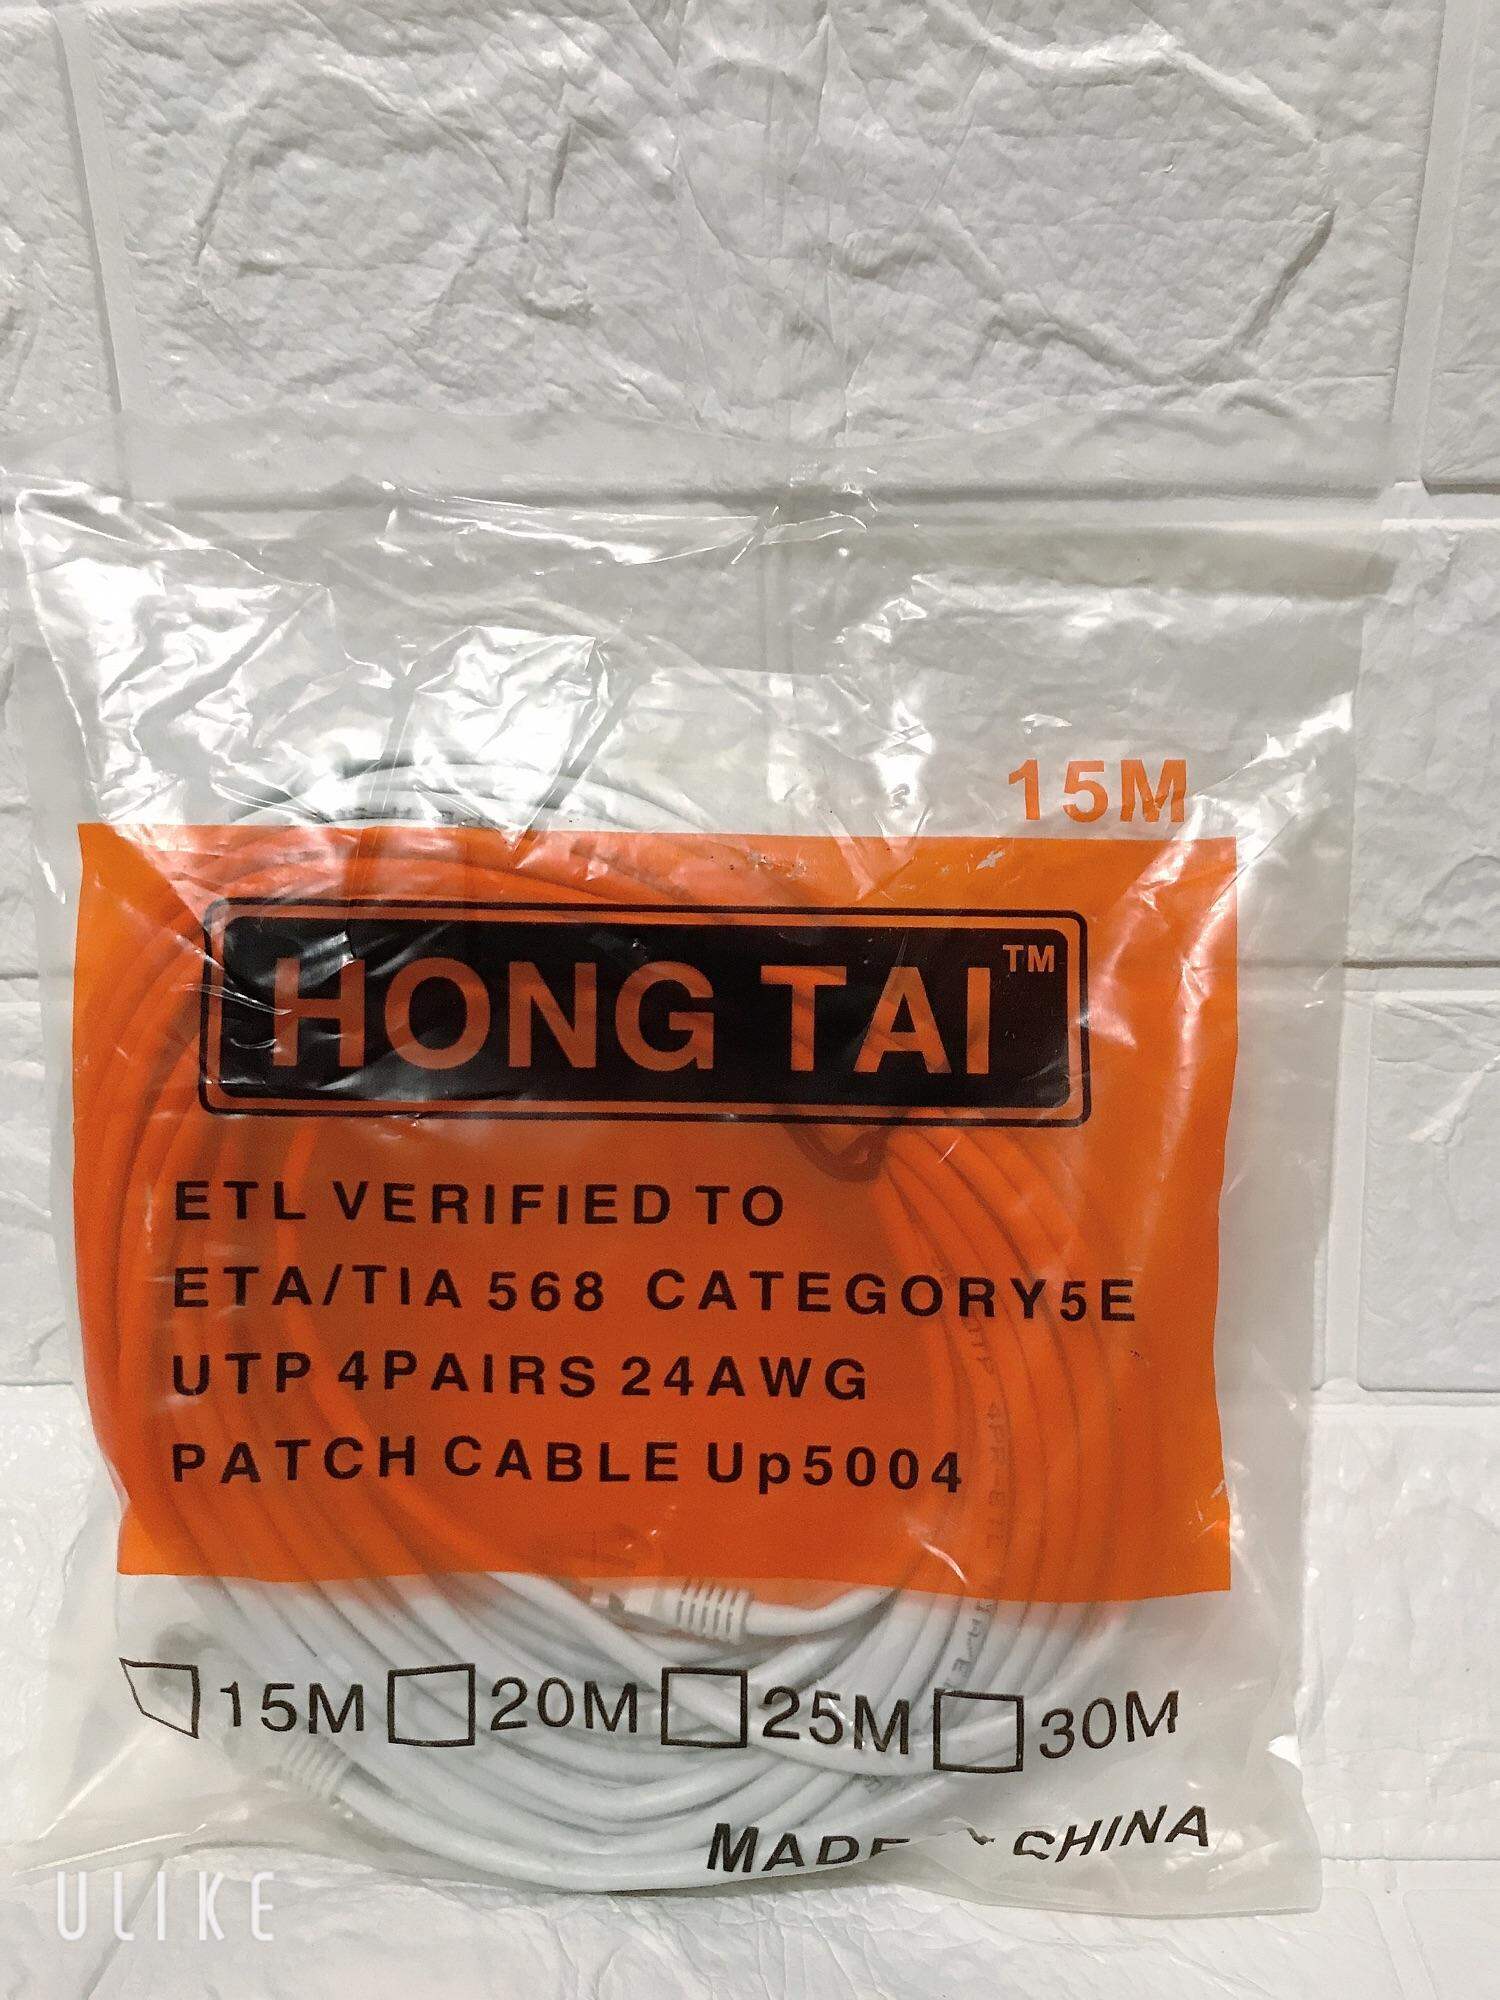 15M
HONG TAI™
ETL VERIFIED TO
ETA/TIA 568 CATEGORY5E
UTP 4PAIRS 24AWG
PATCH CABLE Up5004
15M 20M 25M 30M
MADE CHINA
ULIKE